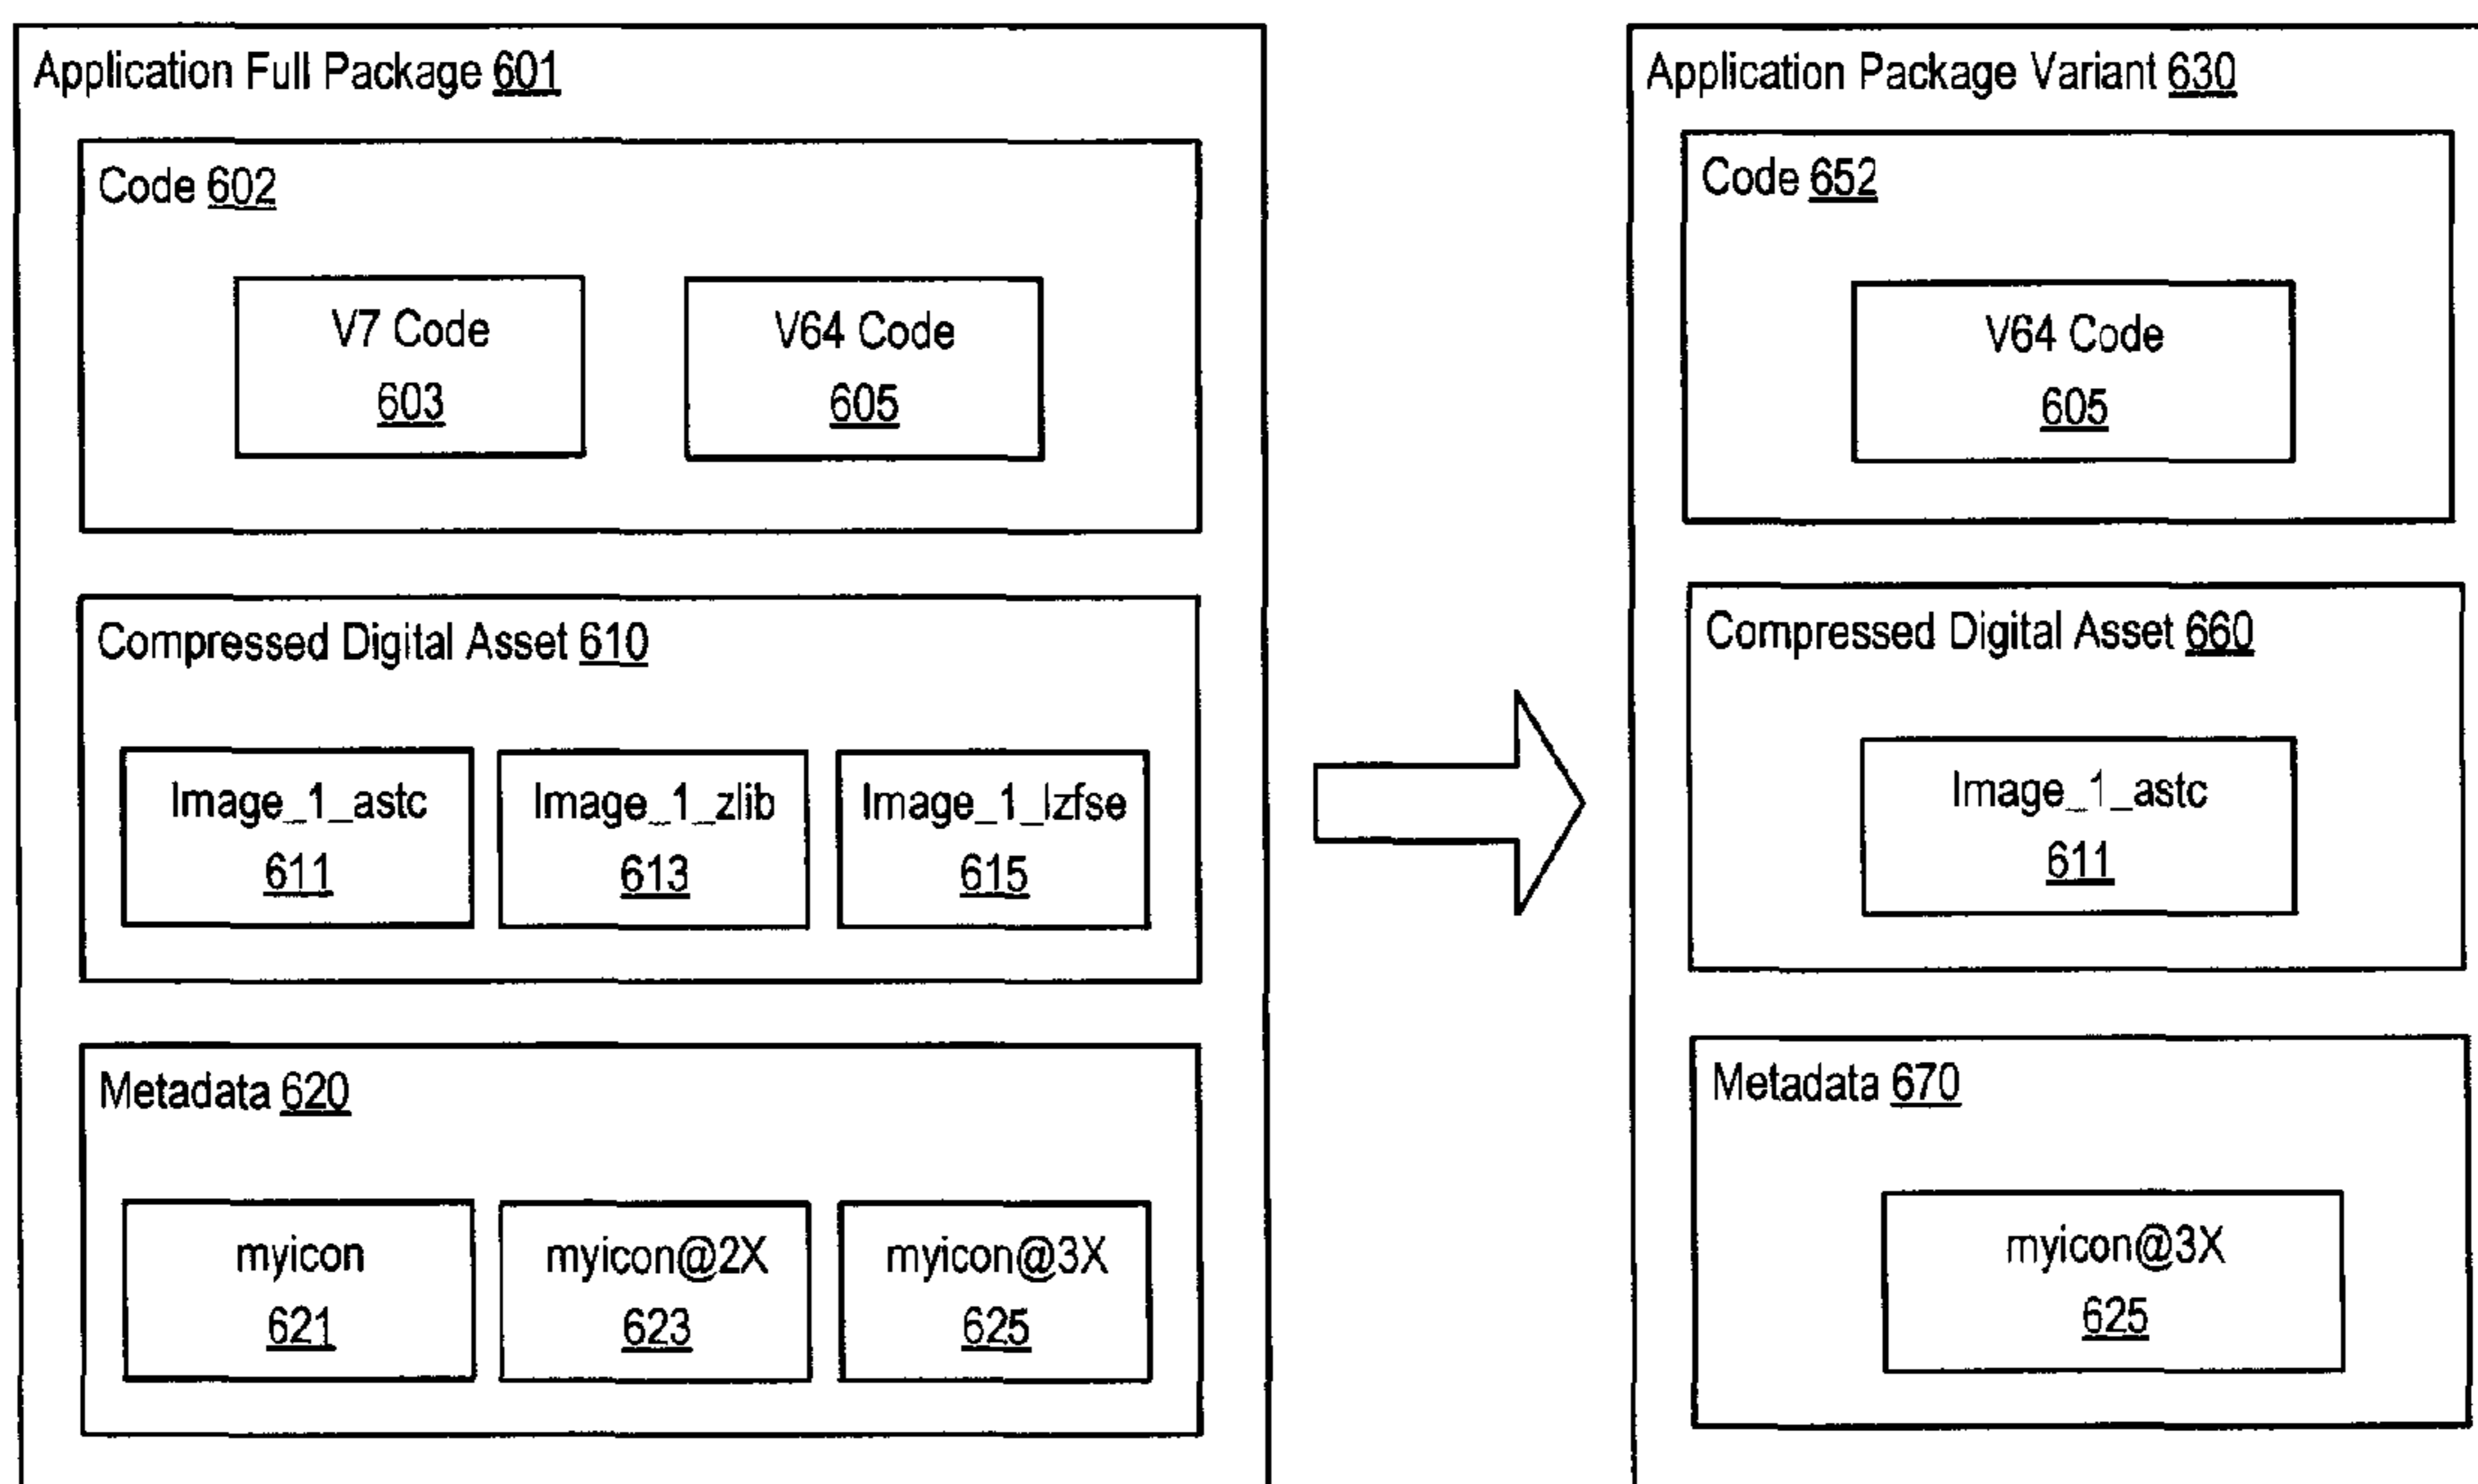 Application Full Package 601
Code 602
V7 Code
603
V64 Code
605
Compressed Digital Asset 610
Image_1_astc
611
Image_1_zlib
613
Image_1_lzfse
615
Metadata 620
myicon
621
myicon@2X
623
myicon@3X
625
Application Package Variant 630
Code 652
V64 Code
605
Compressed Digital Asset 660
Image_1_astc
611
Metadata 670
myicon@3X
625